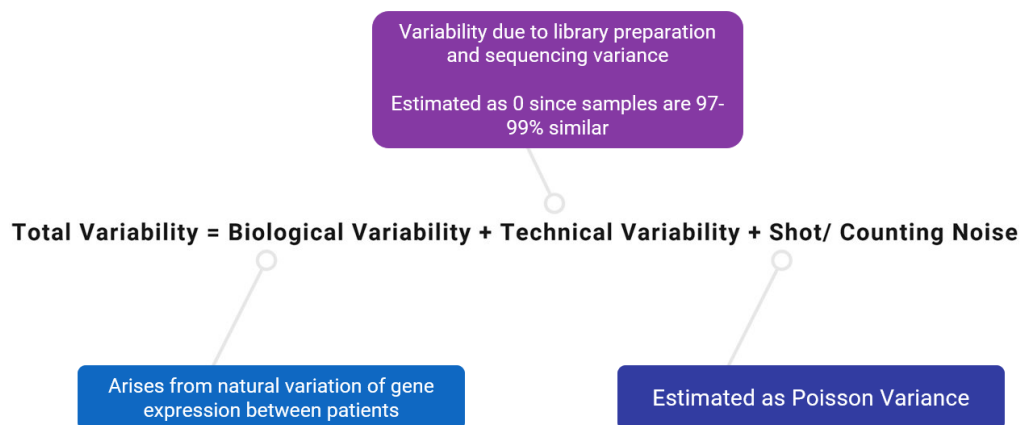 Variability due to library preparation
and sequencing variance
Estimated as 0 since samples are 97-
99% similar
Total Variability = Biological Variability + Technical Variability + Shot/ Counting Noise
Arises from natural variation of gene
expression between patients
Estimated as Poisson Variance